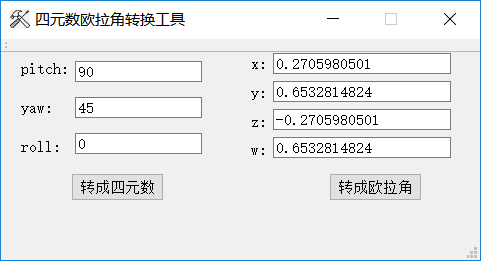 四元数欧拉角转换工具
pitch: 90
yaw: 45
roll: 0
转成四元数
x: 0.2705980501
y: 0.6532814824
z: -0.2705980501
w: 0.6532814824
转成欧拉角